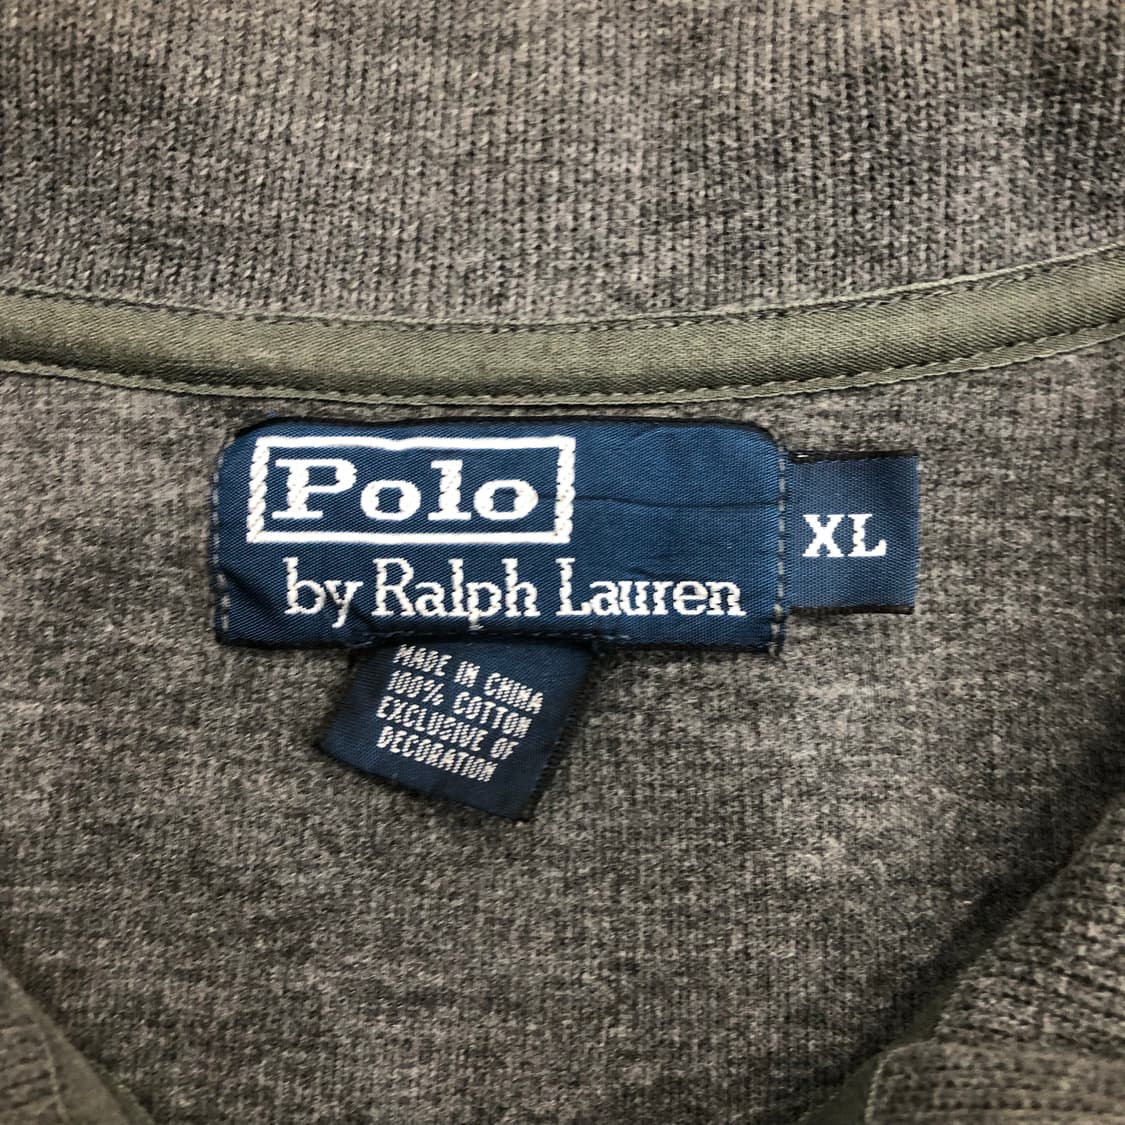 Polo
by Ralph Lauren
XL
MADE IN CHINA
100% COTTON
EXCLUSIVE OF
DECORATION